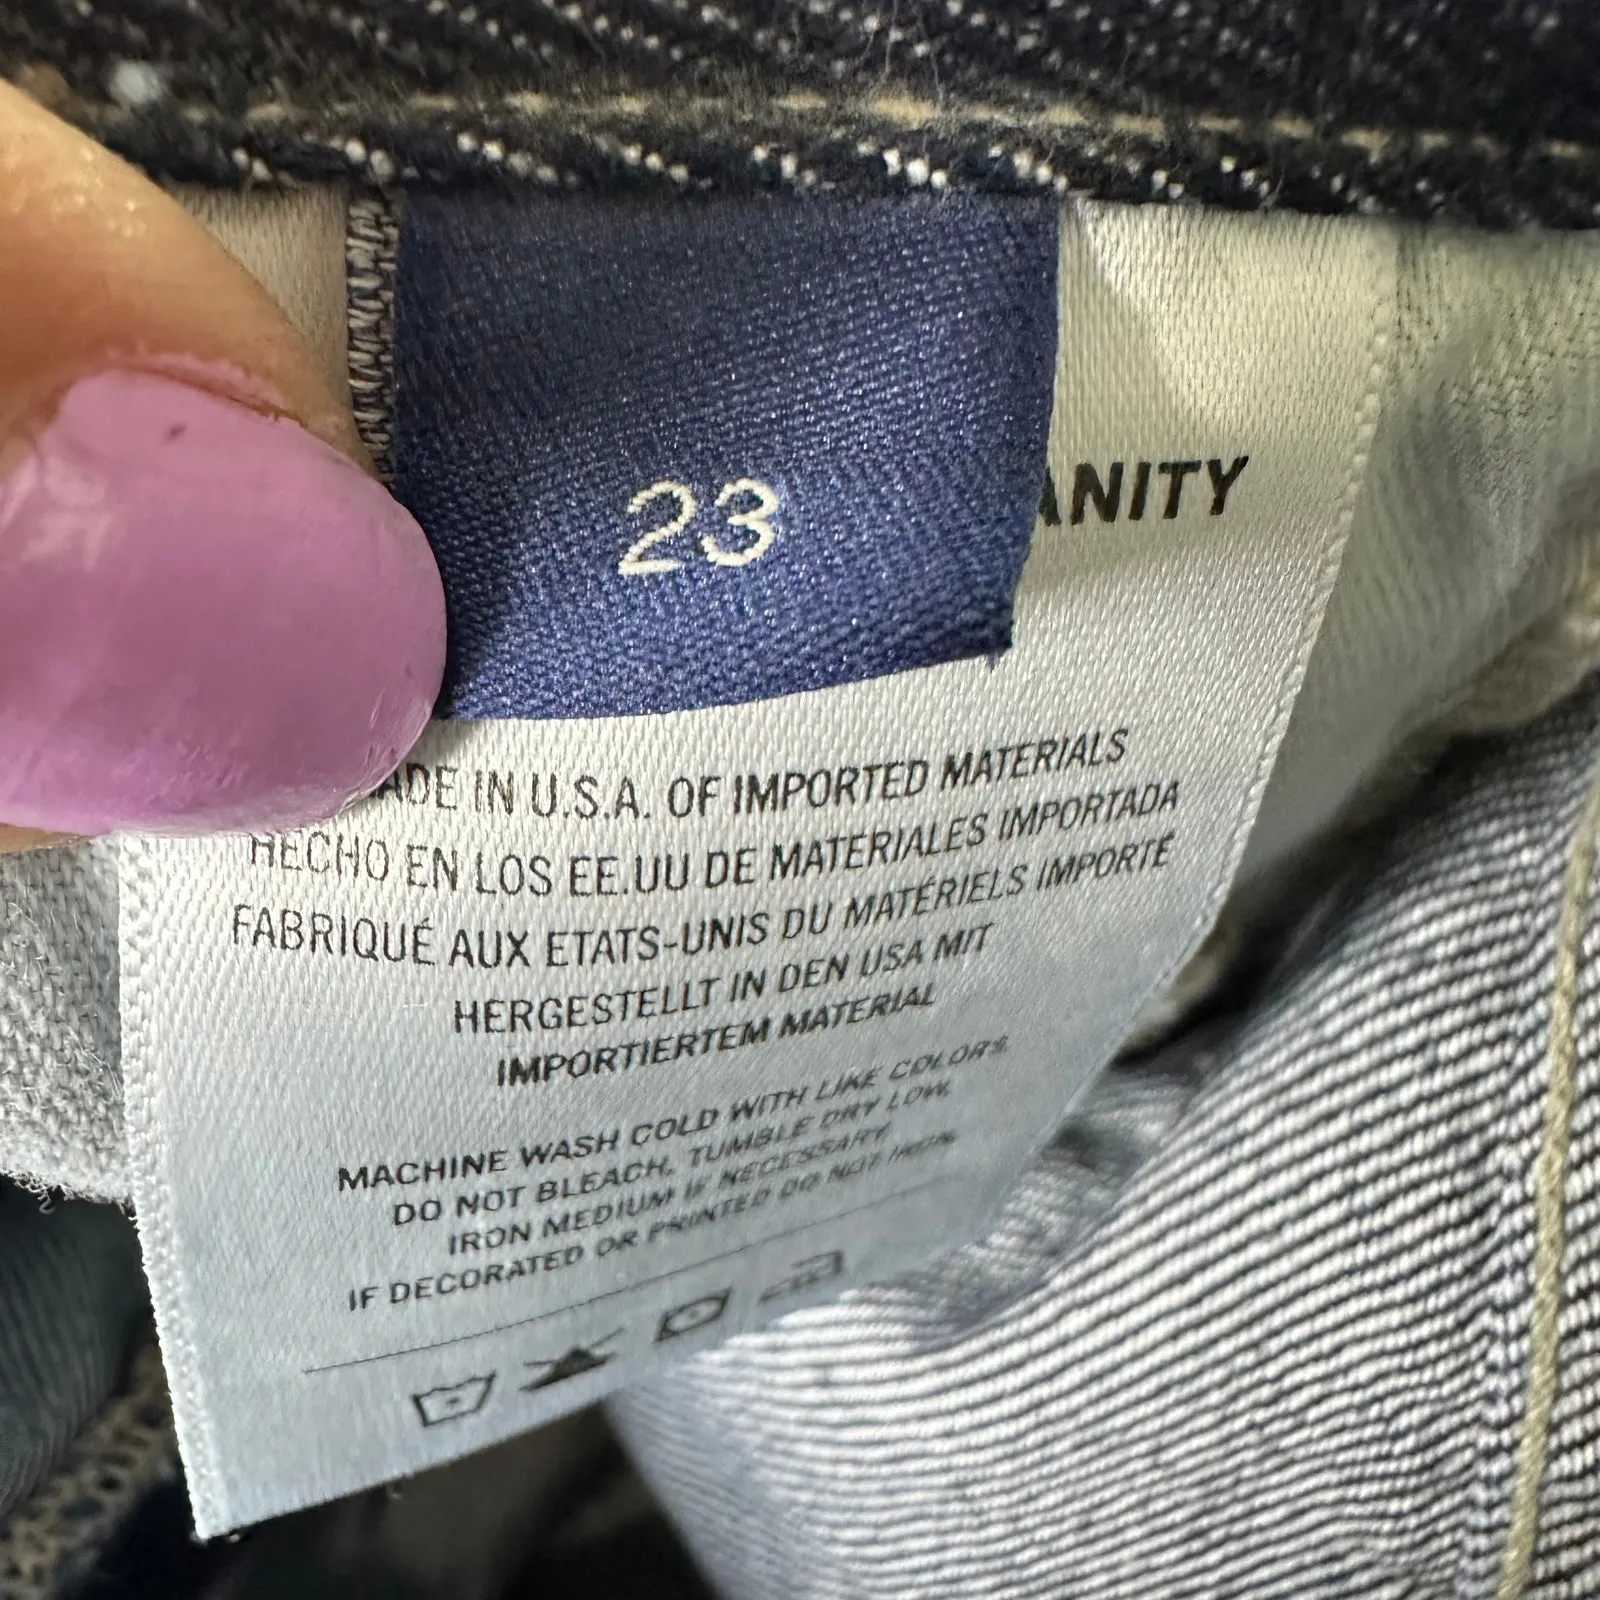 23
ANITY
ADE IN U.S.A. OF IMPORTED MATERIALS
HECHO EN LOS EE.UU DE MATERIALES IMPORTADA
FABRIQUÉ AUX ETATS-UNIS DU MATÉRIELS IMPORTÉ
HERGESTELLT IN DEN USA MIT
IMPORTIERTEM MATERIAL
MACHINE WASH COLD WITH LIKE COLORS,
DO NOT BLEACH, TUMBLE DRY LOW,
IRON MEDIUM IF NECESSARY
IF DECORATED OR PRINTED DO NOT IRON